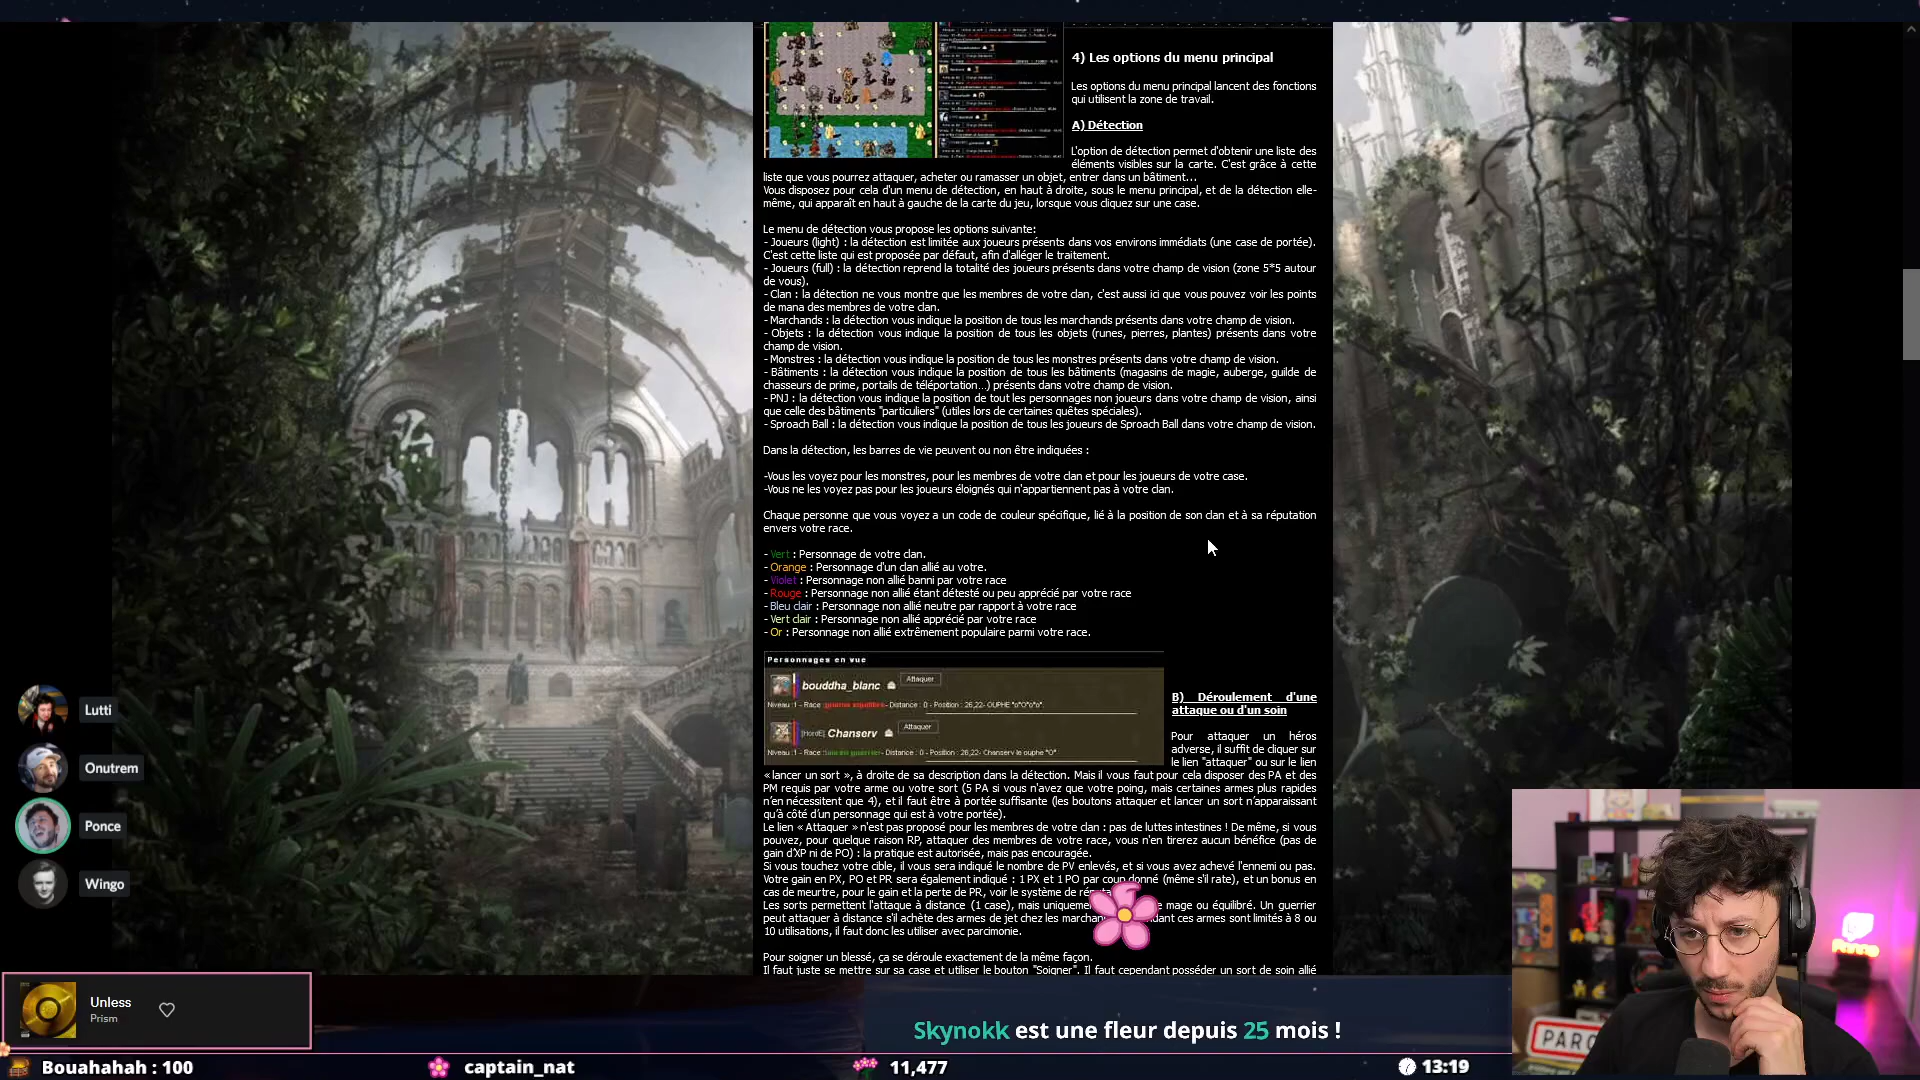 4) Les options du menu principal
Les options du menu principal lancent des fonctions
qui utilisent la zone de travail.
A) Détection
L'option de détection permet d'obtenir une liste des
éléments visibles sur la carte. C'est grâce à cette
liste que vous pourrez attaquer, acheter ou ramasser un objet, entrer dans un bâtiment...
Vous disposez pour cela d'un menu de détection, en haut à droite, sous le menu principal, et de la détection elle-
même, qui apparaît en haut à gauche de la carte du jeu, lorsque vous cliquez sur une case.
Le menu de détection vous propose les options suivante:
- Joueurs (light) : la détection est limitée aux joueurs présents dans vos environs immédiats (une case de portée).
C'est cette liste qui est proposée par défaut, afin d'alléger le traitement.
- Joueurs (full) : la détection reprend la totalité des joueurs présents dans votre champ de vision (zone 5*5 autour
de vous).
- Clan : la détection ne vous montre que les membres de votre clan, c'est aussi ici que vous pouvez voir les points
de mana des membres de votre clan.
- Marchands : la détection vous indique la position de tous les marchands présents dans votre champ de vision.
- Objets : la détection vous indique la position de tous les objets (runes, pierres, plantes) présents dans votre
champ de vision.
- Monstres : la détection vous indique la position de tous les monstres présents dans votre champ de vision.
- Bâtiments : la détection vous indique la position de tous les bâtiments (magasins de magie, auberge, guilde de
chasseurs de prime, portails de téléportation...) présents dans votre champ de vision.
- PNJ : la détection vous indique la position de tout les personnages non joueurs dans votre champ de vision, ainsi
que celle des bâtiments "particuliers" (utiles lors de certaines quêtes spéciales).
- Sproach Ball : la détection vous indique la position de tous les joueurs de Sproach Ball dans votre champ de vision.
Dans la détection, les barres de vie peuvent ou non être indiquées :
-Vous les voyez pour les monstres, pour les membres de votre clan et pour les joueurs de votre case.
-Vous ne les voyez pas pour les joueurs éloignés qui n'appartiennent pas à votre clan.
Chaque personne que vous voyez a un code de couleur spécifique, lié à la position de son clan et à sa réputation
envers votre race.
- Vert : Personnage de votre clan.
- Orange : Personnage d'un clan allié au votre.
- Violet : Personnage non allié banni par votre race
- Rouge : Personnage non allié étant détesté ou peu apprécié par votre race
- Bleu clair : Personnage non allié neutre par rapport à votre race
- Vert clair : Personnage non allié apprécié par votre race
- Or : Personnage non allié extrêmement populaire parmi votre race.
Personnages en vue
bouddha_blanc Attaquer
Niveau :1 - Race : - Distance : 0 - Position : 26,22- OUPHE "o"O"o"o"
[HordE] Chanserv Attaquer
Niveau :1 - Race : - Distance : 0 - Position : 26,22- Chanserv le ouphe "O"
B) Déroulement d'une
attaque ou d'un soin
Pour attaquer un héros
adverse, il suffit de cliquer sur
le lien "attaquer" ou sur le lien
« lancer un sort », à droite de sa description dans la détection. Mais il vous faut pour cela disposer des PA et des
PM requis par votre arme ou votre sort (5 PA si vous n'avez que votre poing, mais certaines armes plus rapides
n'en nécessitent que 4), et il faut être à portée suffisante (les boutons attaquer et lancer un sort n'apparaissant
qu'à côté d'un personnage qui est à votre portée).
Le lien « Attaquer » n'est pas proposé pour les membres de votre clan : pas de luttes intestines ! De même, si vous
pouvez, pour quelque raison RP, attaquer des membres de votre race, vous n'en tirerez aucun bénéfice (pas de
gain d'XP ni de PO) : la pratique est autorisée, mais pas encouragée.
Si vous touchez votre cible, il vous sera indiqué le nombre de PV enlevés, et si vous avez achevé l'ennemi ou pas.
Votre gain en PX, PO et PR sera également indiqué : 1 PX et 1 PO par coup donné (même s'il rate), et un bonus en
cas de meurtre, pour le gain et la perte de PR, voir le système de
Les sorts permettent l'attaque à distance (1 case), mais mage ou équilibré. Un guerrier
peut attaquer à distance s'il achète des armes de jet chez les ces armes sont limités à 8 ou
10 utilisations, il faut donc les utiliser avec parcimonie.
Pour soigner un blessé, ça se déroule exactement de la même façon.
Il faut juste se mettre sur sa case et utiliser le bouton "Soigner". Il faut cependant posséder un sort de soin allié
Lutti
Onutrem
Ponce
Wingo
Unless
Prism
Skynokk est une fleur depuis 25 mois !
Bouahahah : 100
captain_nat
11,477
13:19